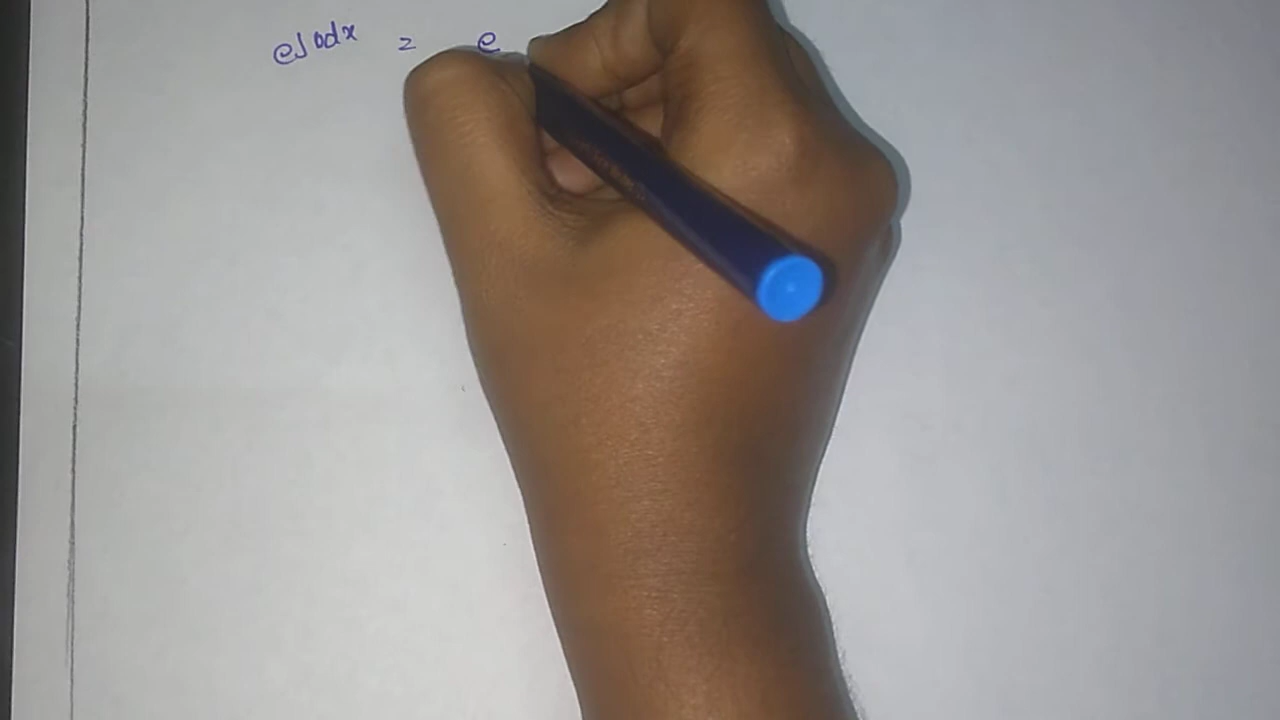 e∫0dx = e